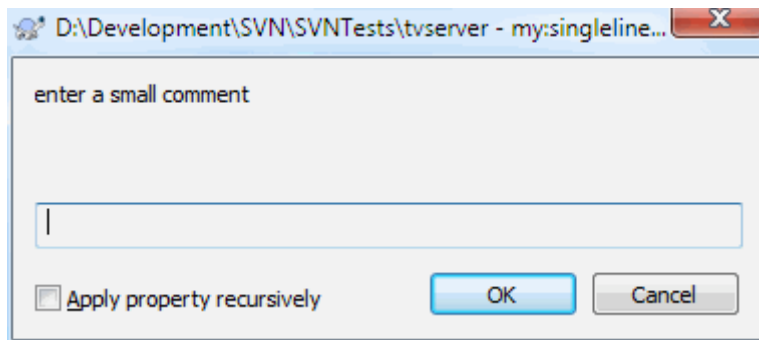 D:\Development\SVN\SVNTests\tvserver - my:singleline...
enter a small comment
Apply property recursively
OK
Cancel